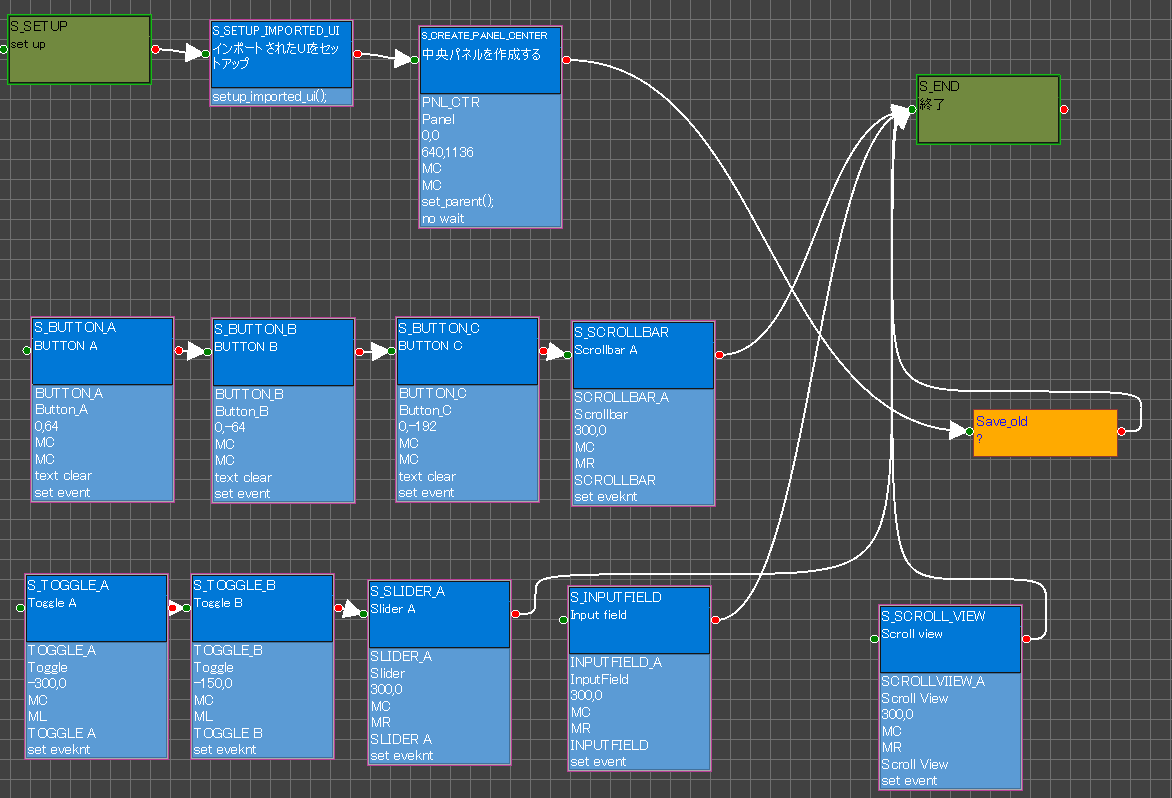 S_SETUP
set up
S_SETUP_IMPORTED_UI
インポートされたUIをセッ
トアップ
setup_imported_ui();
S_CREATE_PANEL_CENTER
中央パネルを作成する
PNL_CTR
Panel
0,0
640,1136
MC
MC
set_parent();
no wait
S_END
終了
S_BUTTON_A
BUTTON A
BUTTON_A
Button_A
0,64
MC
MC
text clear
set event
S_BUTTON_B
BUTTON B
BUTTON_B
Button_B
0,-64
MC
MC
text clear
set event
S_BUTTON_C
BUTTON C
BUTTON_C
Button_C
0,-192
MC
MC
text clear
set event
S_SCROLLBAR
Scrollbar A
SCROLLBAR_A
Scrollbar
300,0
MC
MR
SCROLLBAR
set eveknt
Save_old
?
S_TOGGLE_A
Toggle A
TOGGLE_A
Toggle
-300,0
MC
ML
TOGGLE A
set eveknt
S_TOGGLE_B
Toggle B
TOGGLE_B
Toggle
-150,0
MC
ML
TOGGLE B
set eveknt
S_SLIDER_A
Slider A
SLIDER_A
Slider
300,0
MC
MR
SLIDER A
set eveknt
S_INPUTFIELD
Input field
INPUTFIELD_A
InputField
300,0
MC
MR
INPUTFIELD
set event
S_SCROLL_VIEW
Scroll view
SCROLLVIIEW_A
Scroll View
300,0
MC
MR
Scroll View
set event